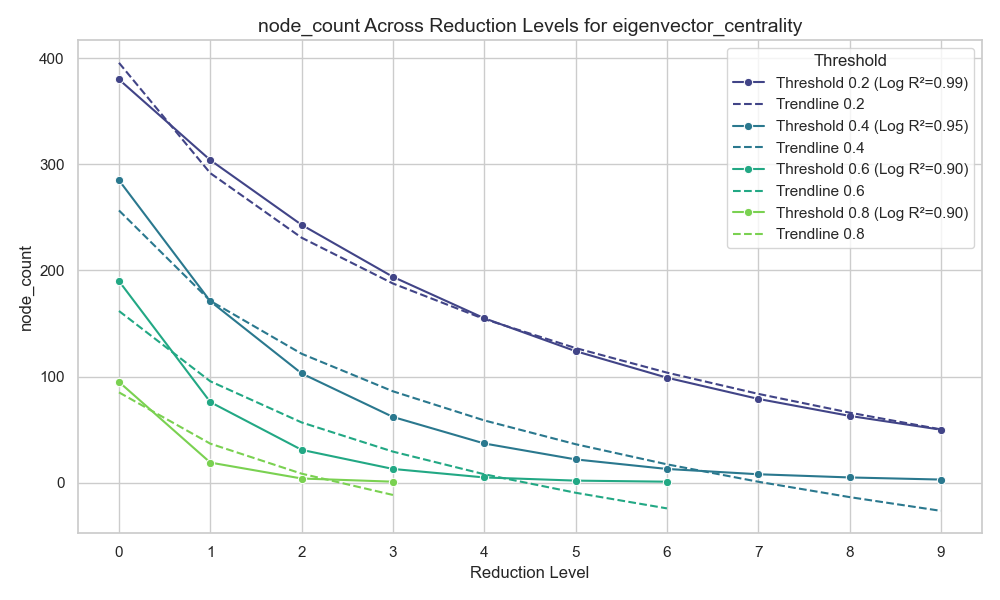 node_count Across Reduction Levels for eigenvector_centrality
400
300
200
100
0
node_count
Threshold
Threshold 0.2 (Log R²=0.99)
Trendline 0.2
Threshold 0.4 (Log R²=0.95)
Trendline 0.4
Threshold 0.6 (Log R²=0.90)
Trendline 0.6
Threshold 0.8 (Log R²=0.90)
Trendline 0.8
0 1 2 3 4 5 6 7 8 9
Reduction Level